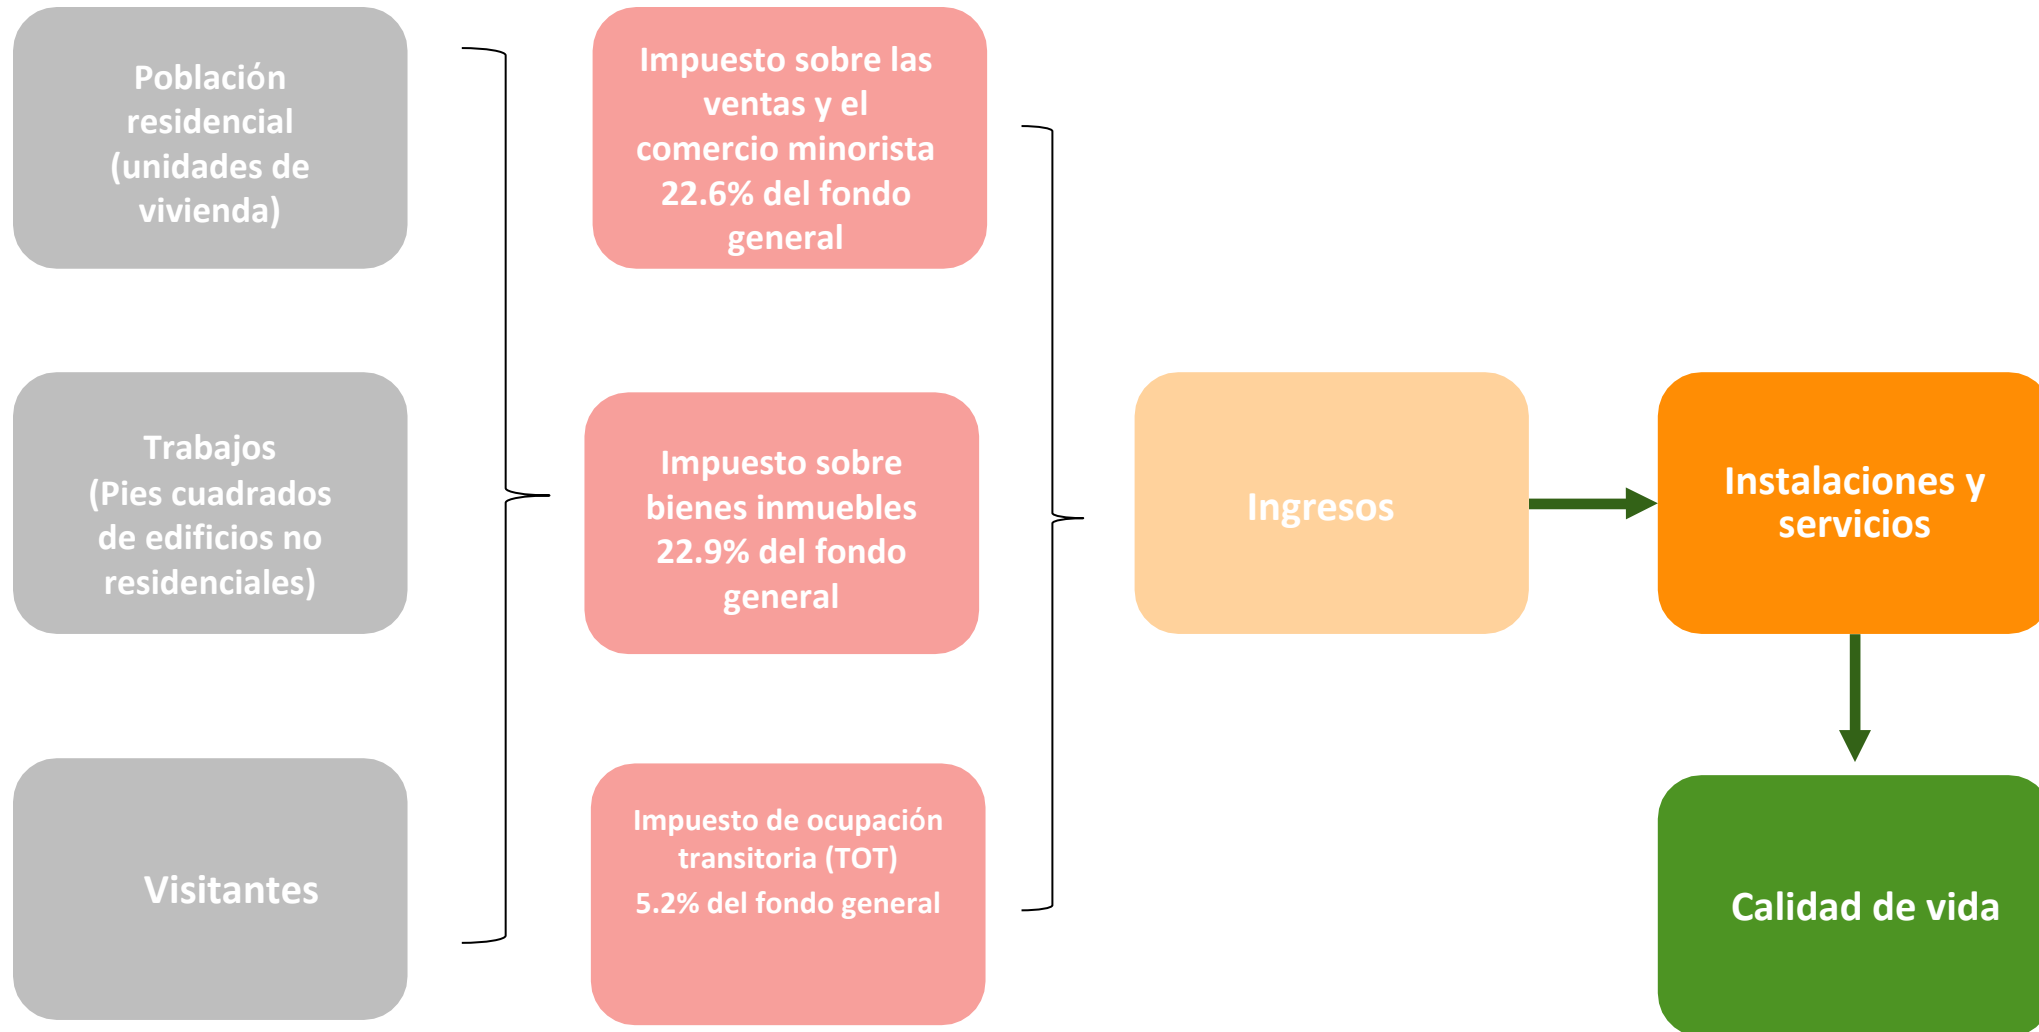 Población
residencial
(unidades de
vivienda)
Impuesto sobre las
ventas y el
comercio minorista
22.6% del fondo
general
Trabajos
(Pies cuadrados
de edificios no
residenciales)
Impuesto sobre
bienes inmuebles
22.9% del fondo
general
Ingresos
Instalaciones y
servicios
Visitantes
Impuesto de ocupación
transitoria (TOT)
5.2% del fondo general
Calidad de vida